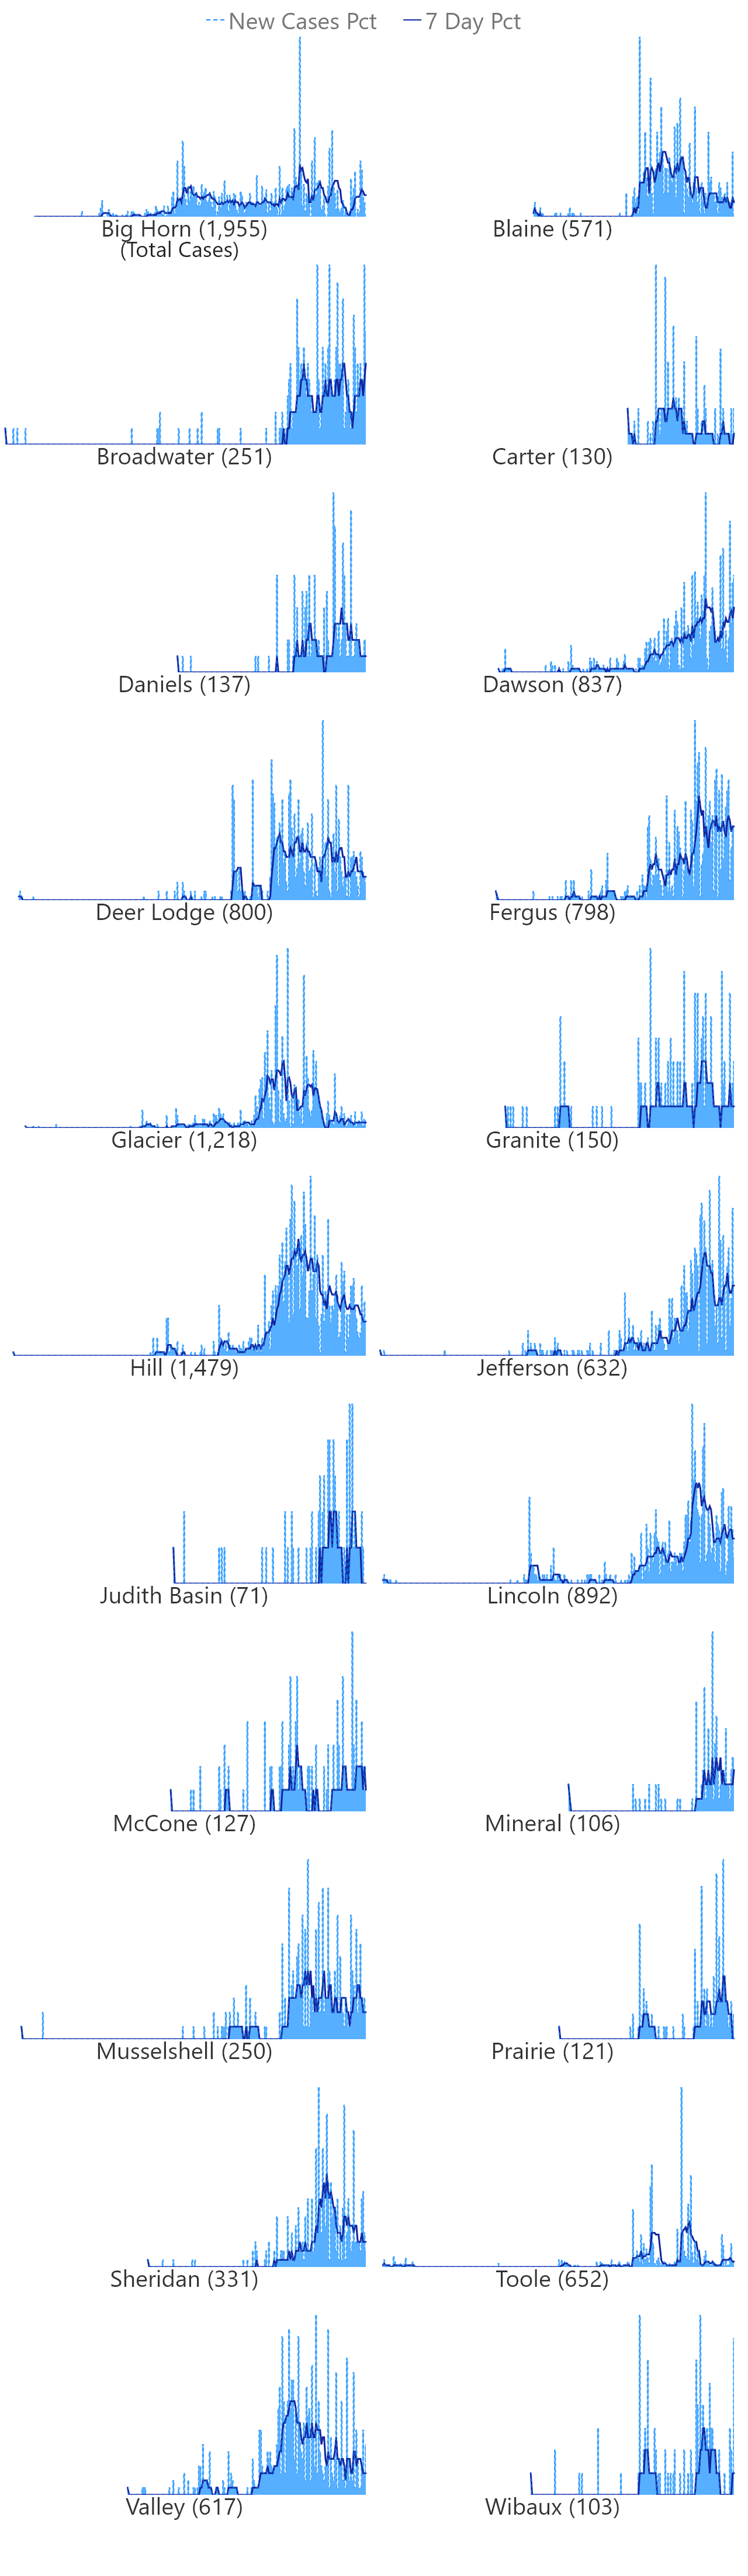 New Cases Pct 7 Day Pct
Big Horn (1,955) Blaine (571)
(Total Cases)
Broadwater (251) Carter (130)
Daniels (137) Dawson (837)
Deer Lodge (800) Fergus (798)
Glacier (1,218) Granite (150)
Hill (1,479) Jefferson (632)
Judith Basin (71) Lincoln (892)
McCone (127) Mineral (106)
Musselshell (250) Prairie (121)
Sheridan (331) Toole (652)
Valley (617) Wibaux (103)